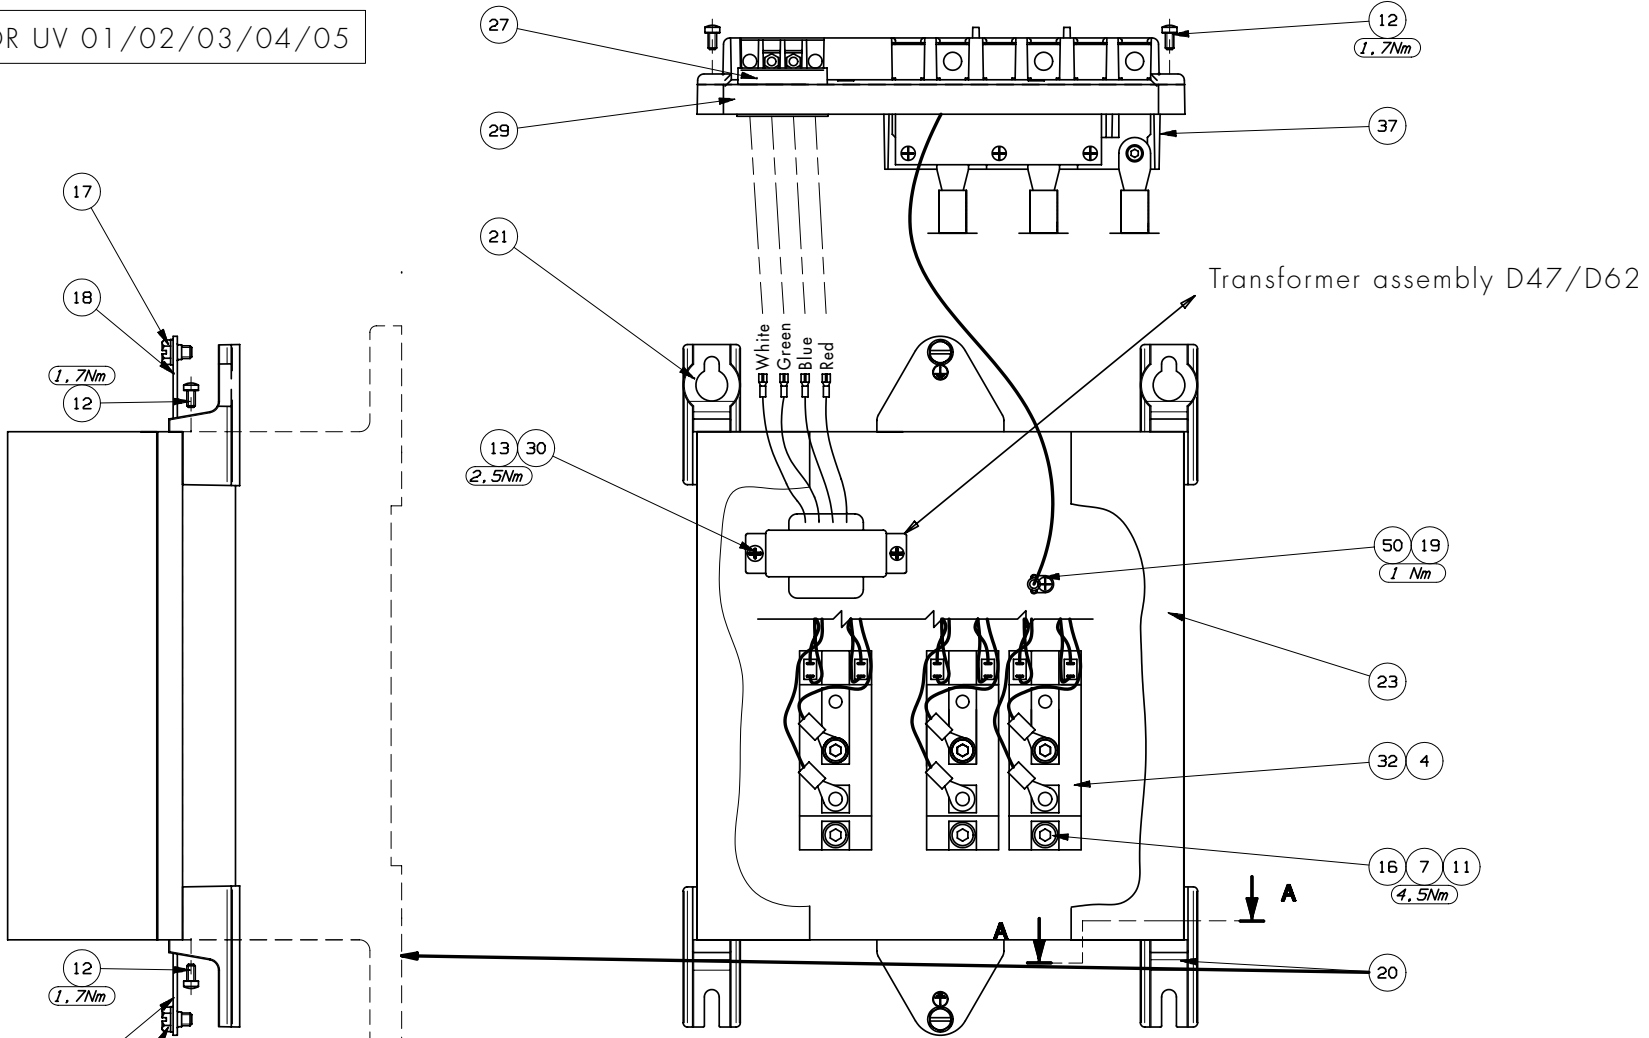 OR UV 01/02/03/04/05
27
12
1,7Nm
29
37
17
21
18
Transformer assembly D47/D62
White
Green
Blue
Red
1,7Nm
12
13 30
2,5Nm
50 19
1 Nm
23
32 4
16 7 11
4,5Nm
A
A
12
1,7Nm
20